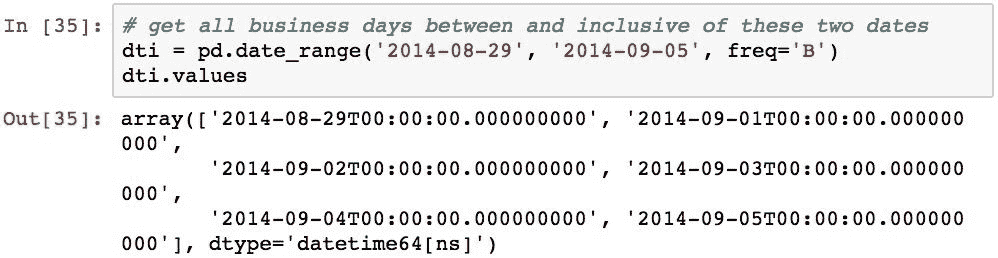 In [35]: # get all business days between and inclusive of these two dates
dti = pd.date_range('2014-08-29', '2014-09-05', freq='B')
dti.values
Out[35]: array(['2014-08-29T00:00:00.000000000', '2014-09-01T00:00:00.000000
000',
'2014-09-02T00:00:00.000000000', '2014-09-03T00:00:00.000000
000',
'2014-09-04T00:00:00.000000000', '2014-09-05T00:00:00.000000
000'], dtype='datetime64[ns]')